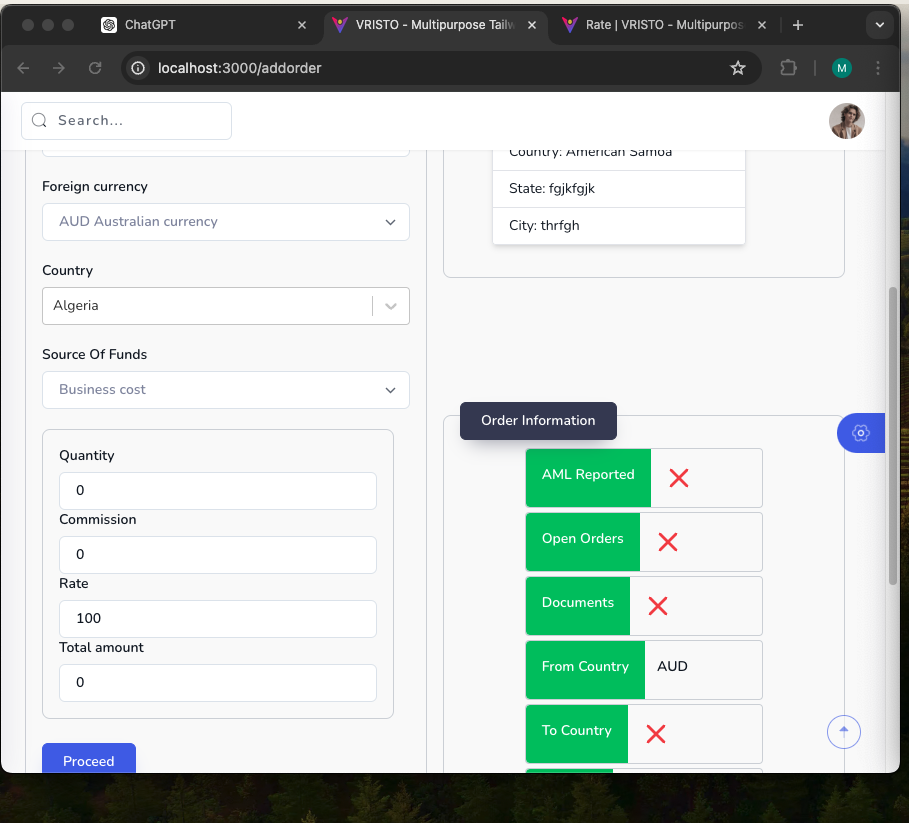 ChatGPT
VRISTO - Multipurpose Tailw
Rate | VRISTO - Multipurpos
localhost:3000/addorder
M
Search...
Foreign currency
AUD Australian currency
Country
Algeria
Source Of Funds
Business cost
Quantity
0
Commission
0
Rate
100
Total amount
0
Proceed
Country: American Samoa
State: fgjkfgjk
City: thrfgh
Order Information
AML Reported
Open Orders
Documents
From Country AUD
To Country